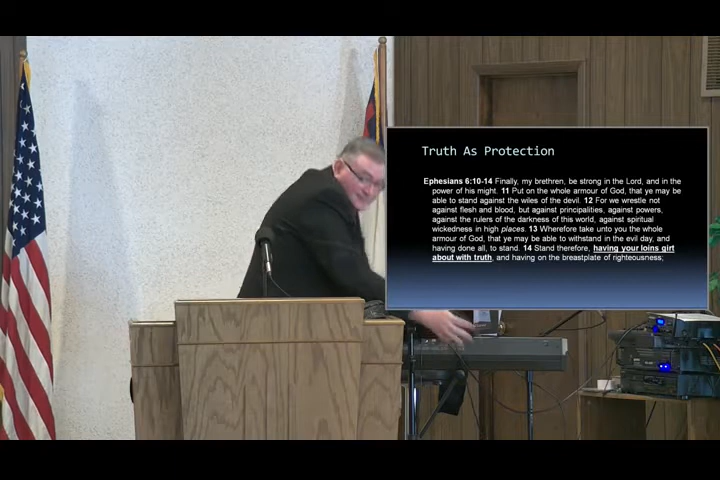 Truth As Protection
Ephesians 6:10-14 Finally, my brethren, be strong in the Lord, and in the
power of his might. 11 Put on the whole armour of God, that ye may be
able to stand against the wiles of the devil. 12 For we wrestle not
against flesh and blood, but against principalities, against powers,
against the rulers of the darkness of this world, against spiritual
wickedness in high places. 13 Wherefore take unto you the whole
armour of God, that ye may be able to withstand in the evil day, and
having done all, to stand. 14 Stand therefore, having your loins girt
about with truth, and having on the breastplate of righteousness;